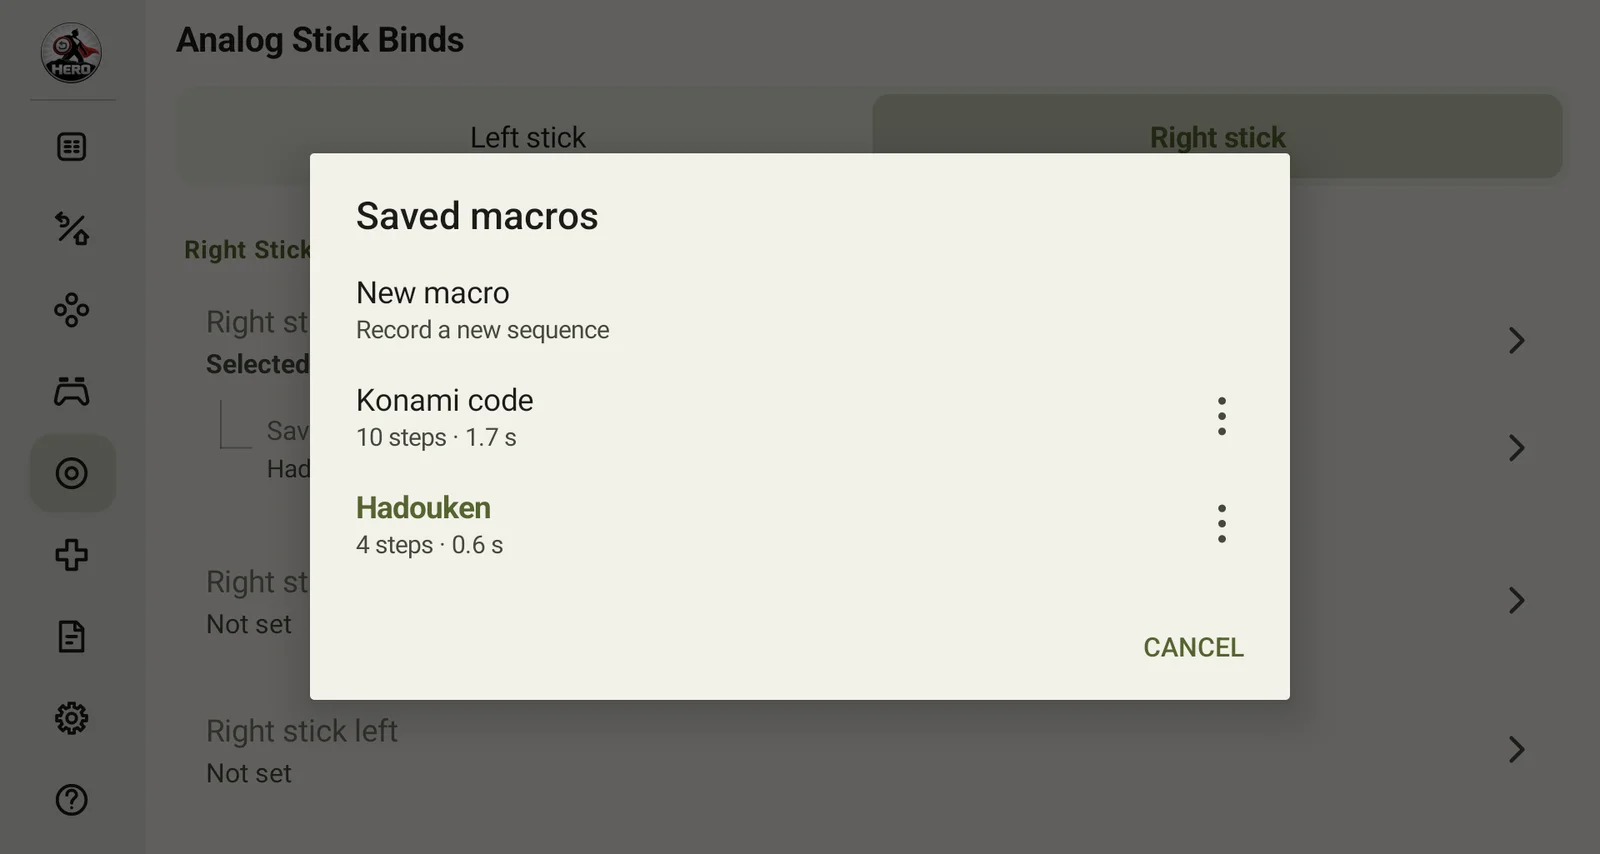 HERO
Analog Stick Binds
Left stick
Right stick
Saved macros
New macro
Record a new sequence
Konami code
10 steps · 1.7 s
Hadouken
4 steps · 0.6 s
CANCEL
Right Stick
Right st
Selected
Sav
Had
Right st
Not set
Right stick left
Not set